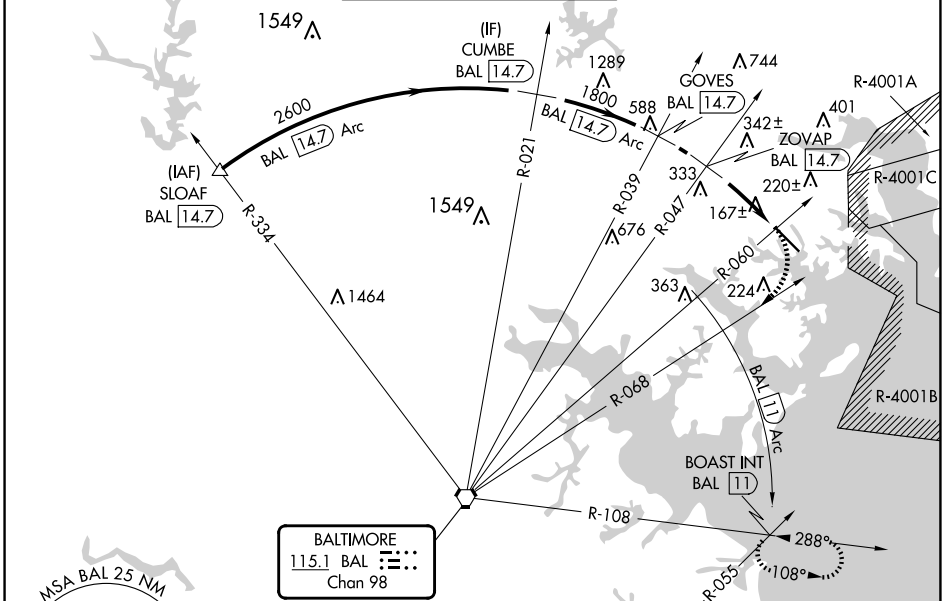 1549
(IF)
CUMBE
BAL 14.7
1289
744
GOVES
BAL 14.7
R-4001A
2600
1800
588
BAL 14.7 Arc
BAL 14.7 Arc
401
342±
ZOVAP
BAL 14.7
(IAF)
SLOAF
BAL 14.7
R-021
R-039
333
220±
R-4001C
R-334
1549
R-047
167±
676
R-060
1464
363
224
R-068
BAL 11 Arc
R-4001B
BOAST INT
BAL 11
R-108
288°
108°
R-055
BALTIMORE
115.1 BAL
Chan 98
MSA BAL 25 NM